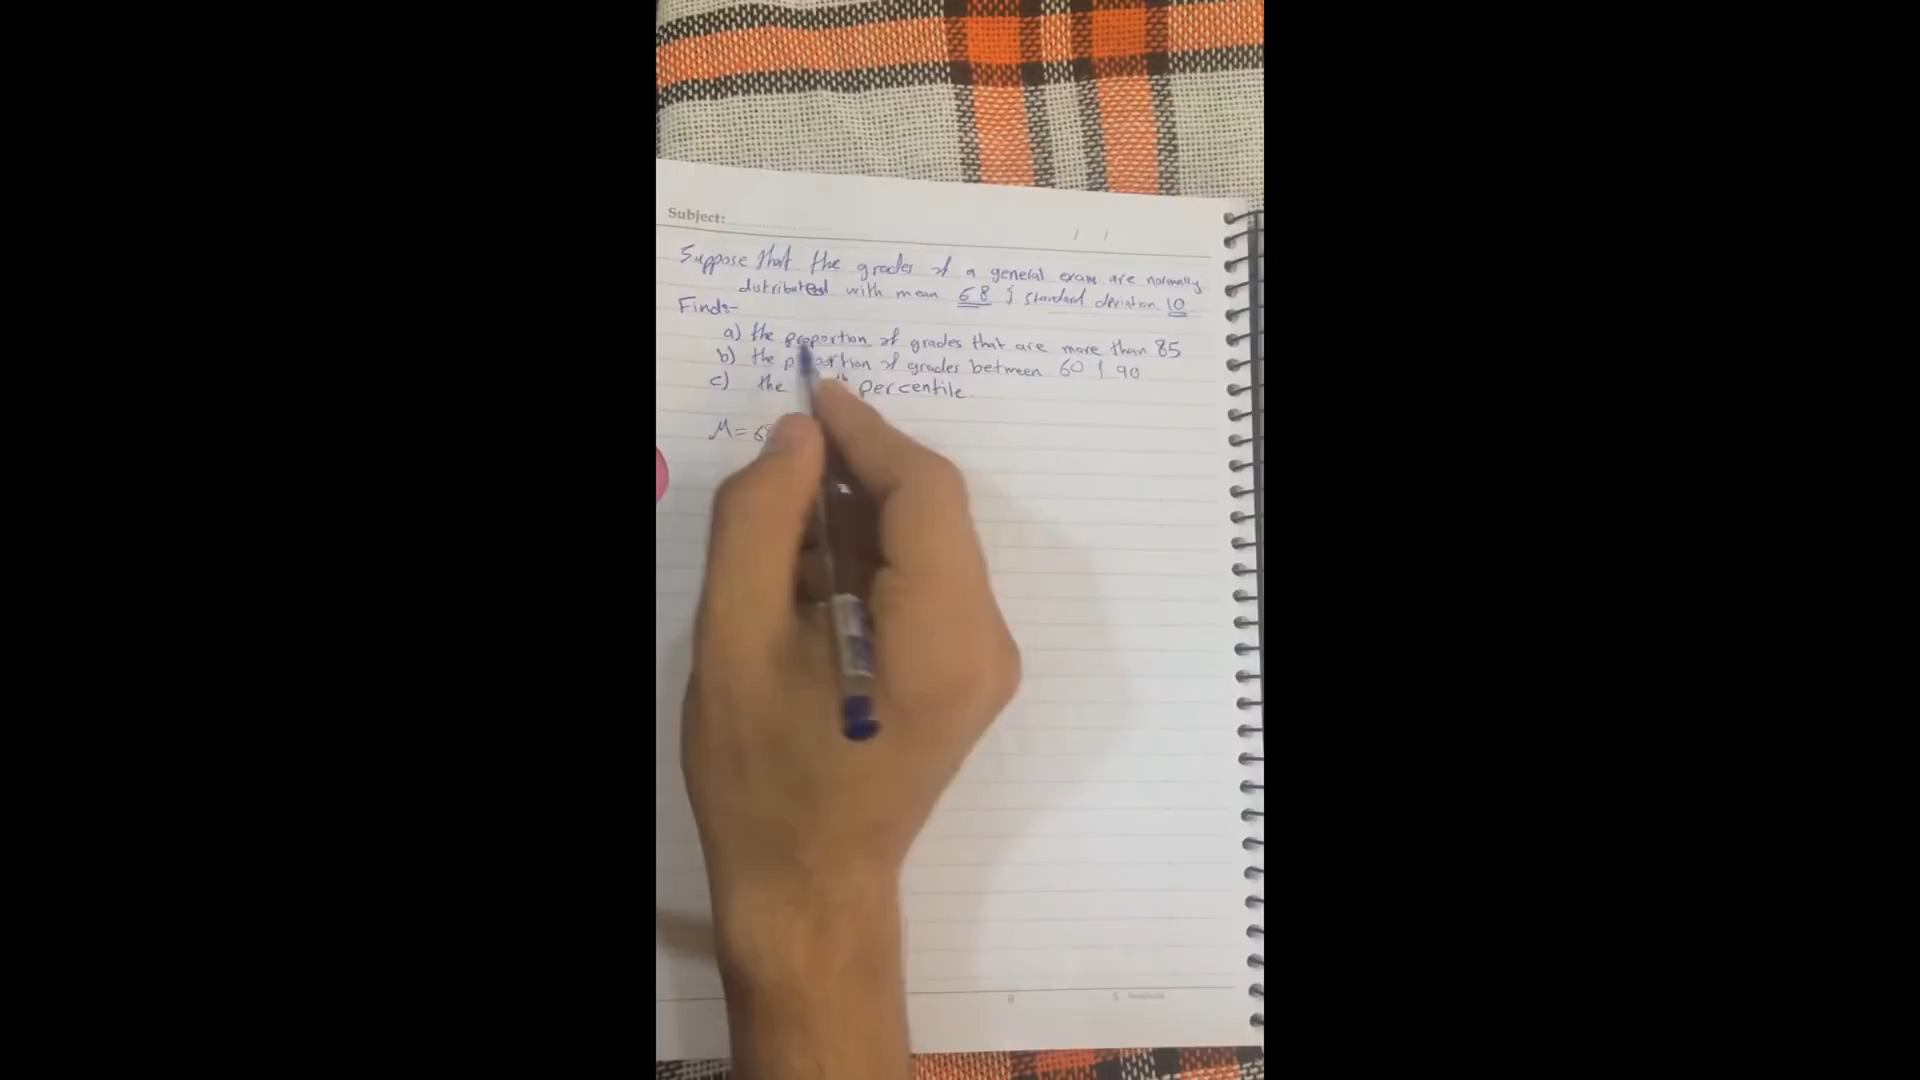 Subject:
/ /
Suppose that the grades of a general exam are normally
distributed with mean 68 & standard deviation 10
Find:-
a) the proportion of grades that are more than 85
b) the proportion of grades between 60 & 90
c) the th percentile.
M = 68